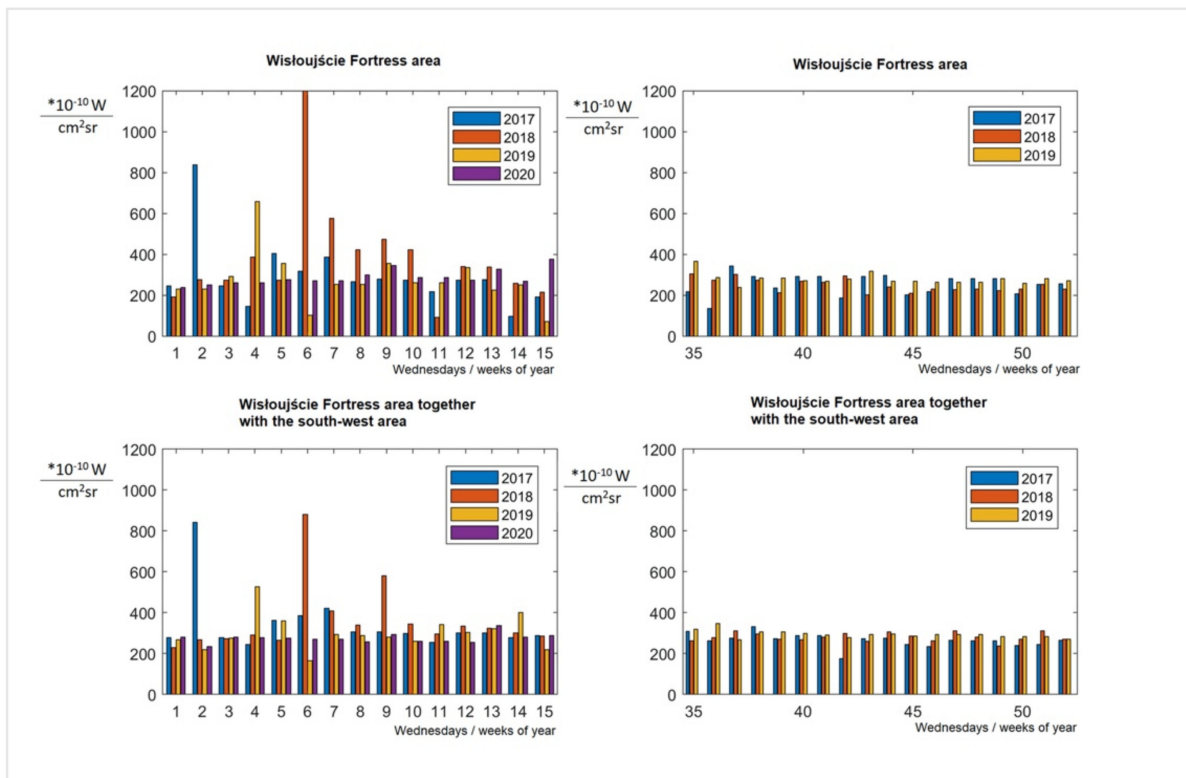 Wisłoujście Fortress area
*10⁻¹⁰ W
cm²sr
1200
1000
800
600
400
200
0
2017
2018
2019
2020
1 2 3 4 5 6 7 8 9 10 11 12 13 14 15
Wednesdays / weeks of year
Wisłoujście Fortress area
*10⁻¹⁰ W
cm²sr
1200
1000
800
600
400
200
0
2017
2018
2019
35 40 45 50
Wednesdays / weeks of year
Wisłoujście Fortress area together
with the south-west area
*10⁻¹⁰ W
cm²sr
1200
1000
800
600
400
200
0
2017
2018
2019
2020
1 2 3 4 5 6 7 8 9 10 11 12 13 14 15
Wednesdays / weeks of year
Wisłoujście Fortress area together
with the south-west area
*10⁻¹⁰ W
cm²sr
1200
1000
800
600
400
200
0
2017
2018
2019
35 40 45 50
Wednesdays / weeks of year